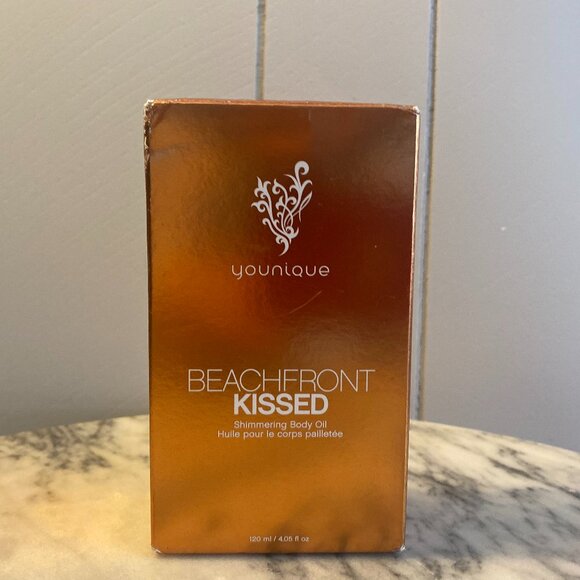 younique
BEACHFRONT
KISSED
Shimmering Body Oil
Huile pour le corps pailletée
120 ml / 4.05 fl oz